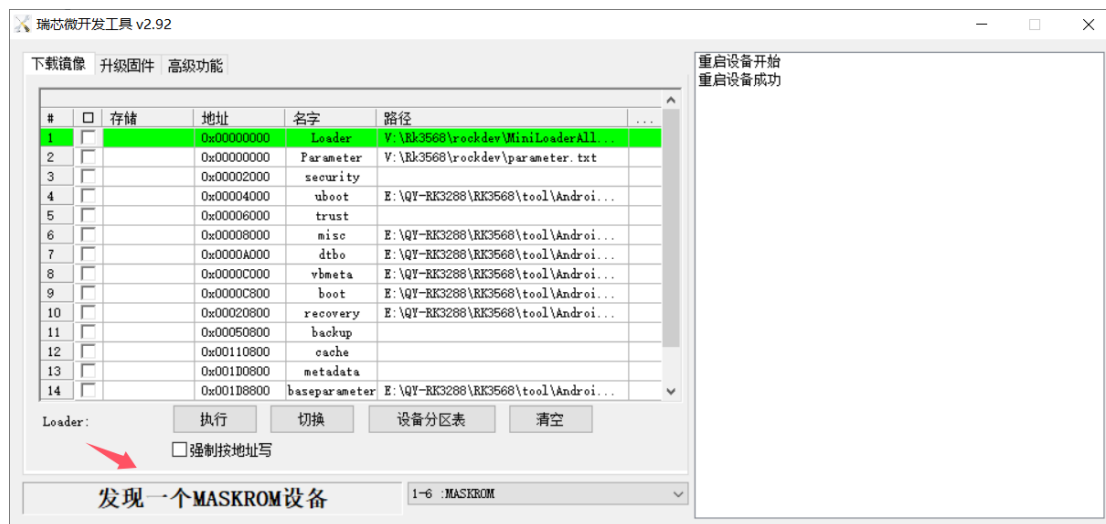 瑞芯微开发工具 v2.92
下载镜像 升级固件 高级功能
# 存储 地址 名字 路径 ...
1 0x00000000 Loader V:\Rk3568\rockdev\MiniLoaderAll...
2 0x00000000 Parameter V:\Rk3568\rockdev\parameter.txt
3 0x00002000 security
4 0x00004000 uboot E:\QY-RK3288\RK3568\tool\Androi...
5 0x00006000 trust
6 0x00008000 misc E:\QY-RK3288\RK3568\tool\Androi...
7 0x0000A000 dtbo E:\QY-RK3288\RK3568\tool\Androi...
8 0x0000C000 vbmeta E:\QY-RK3288\RK3568\tool\Androi...
9 0x0000C800 boot E:\QY-RK3288\RK3568\tool\Androi...
10 0x00020800 recovery E:\QY-RK3288\RK3568\tool\Androi...
11 0x00050800 backup
12 0x00110800 cache
13 0x001D0800 metadata
14 0x001D8800 baseparameter E:\QY-RK3288\RK3568\tool\Androi...
Loader: 执行 切换 设备分区表 清空
强制按地址写
发现一个MASKROM设备 1-6 :MASKROM
重启设备开始
重启设备成功